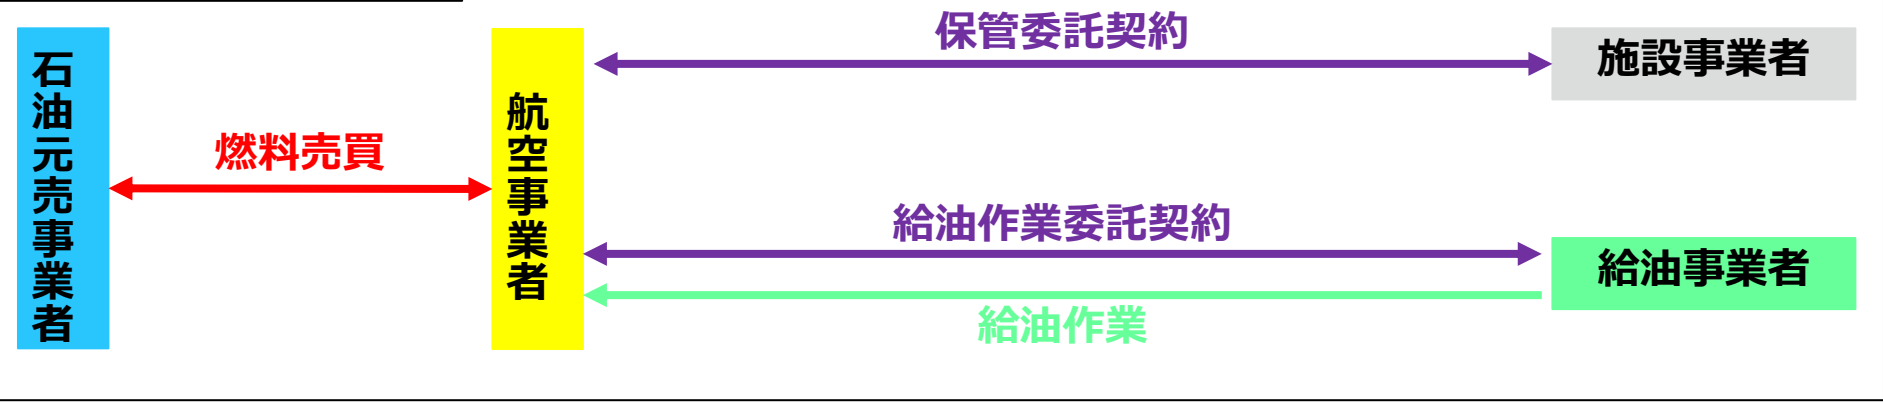 石油元売事業者
燃料売買
航空事業者
保管委託契約
施設事業者
給油作業委託契約
給油事業者
給油作業